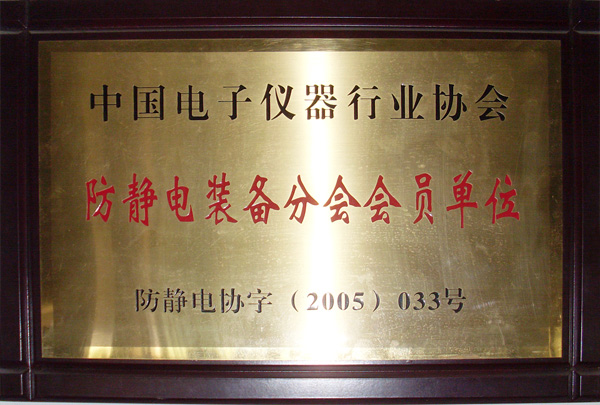 中国电子仪器行业协会
防静电装备分会会员单位
防静电协字（2005）033号